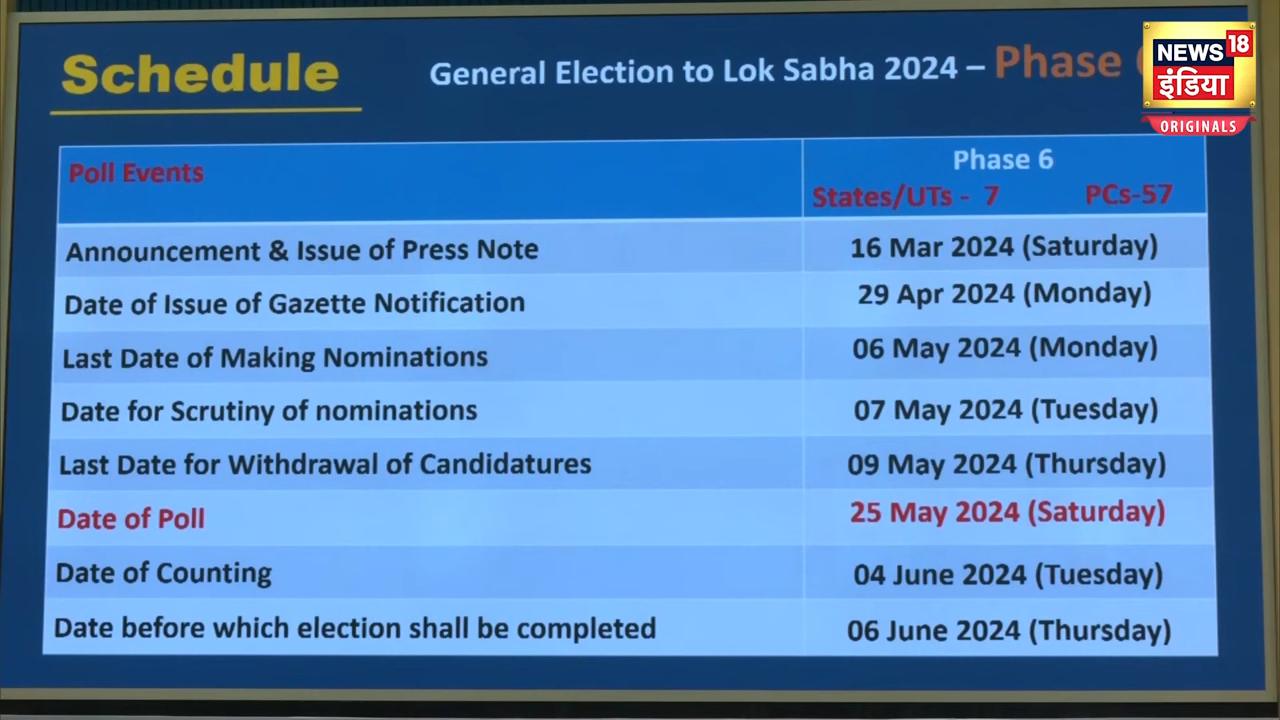 Schedule
General Election to Lok Sabha 2024 – Phase
NEWS 18
इंडिया
ORIGINALS
Poll Events
Phase 6
States/UTs - 7 PCs-57
Announcement & Issue of Press Note 16 Mar 2024 (Saturday)
Date of Issue of Gazette Notification 29 Apr 2024 (Monday)
Last Date of Making Nominations 06 May 2024 (Monday)
Date for Scrutiny of nominations 07 May 2024 (Tuesday)
Last Date for Withdrawal of Candidatures 09 May 2024 (Thursday)
Date of Poll 25 May 2024 (Saturday)
Date of Counting 04 June 2024 (Tuesday)
Date before which election shall be completed 06 June 2024 (Thursday)